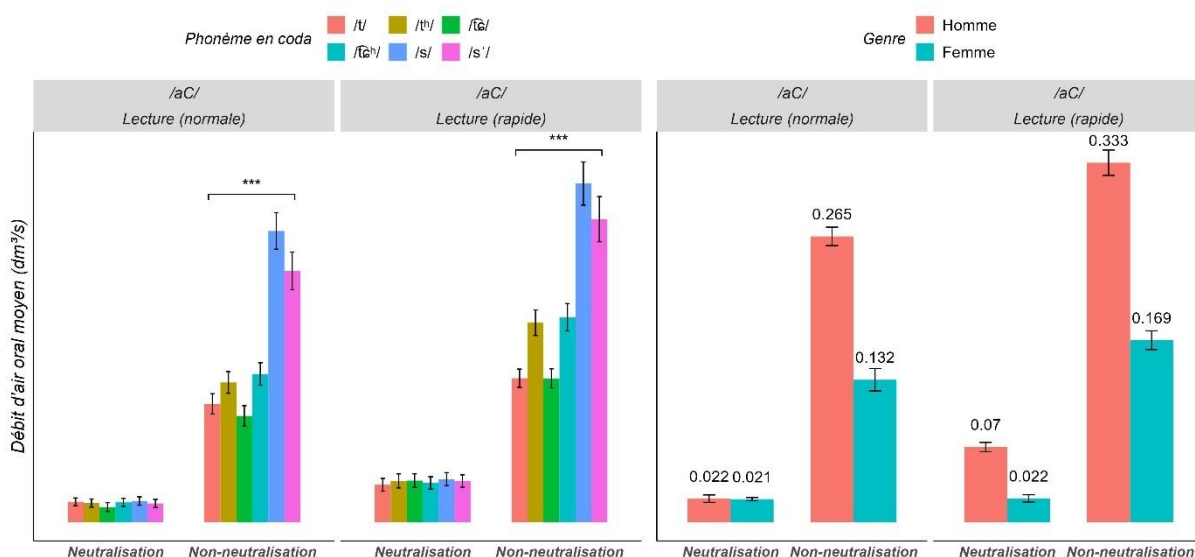 Phonème en coda
/t/ /tʰ/ /t͡ɕ/
/t͡ɕʰ/ /s/ /sʼ/
Genre
Homme
Femme
/aC/ /aC/ /aC/ /aC/
Lecture (normale) Lecture (rapide) Lecture (normale) Lecture (rapide)
Débit d'air oral moyen (dm³/s)
*** ***
0.022 0.021 0.265 0.132
0.07 0.022 0.333 0.169
Neutralisation Non-neutralisation Neutralisation Non-neutralisation Neutralisation Non-neutralisation Neutralisation Non-neutralisation